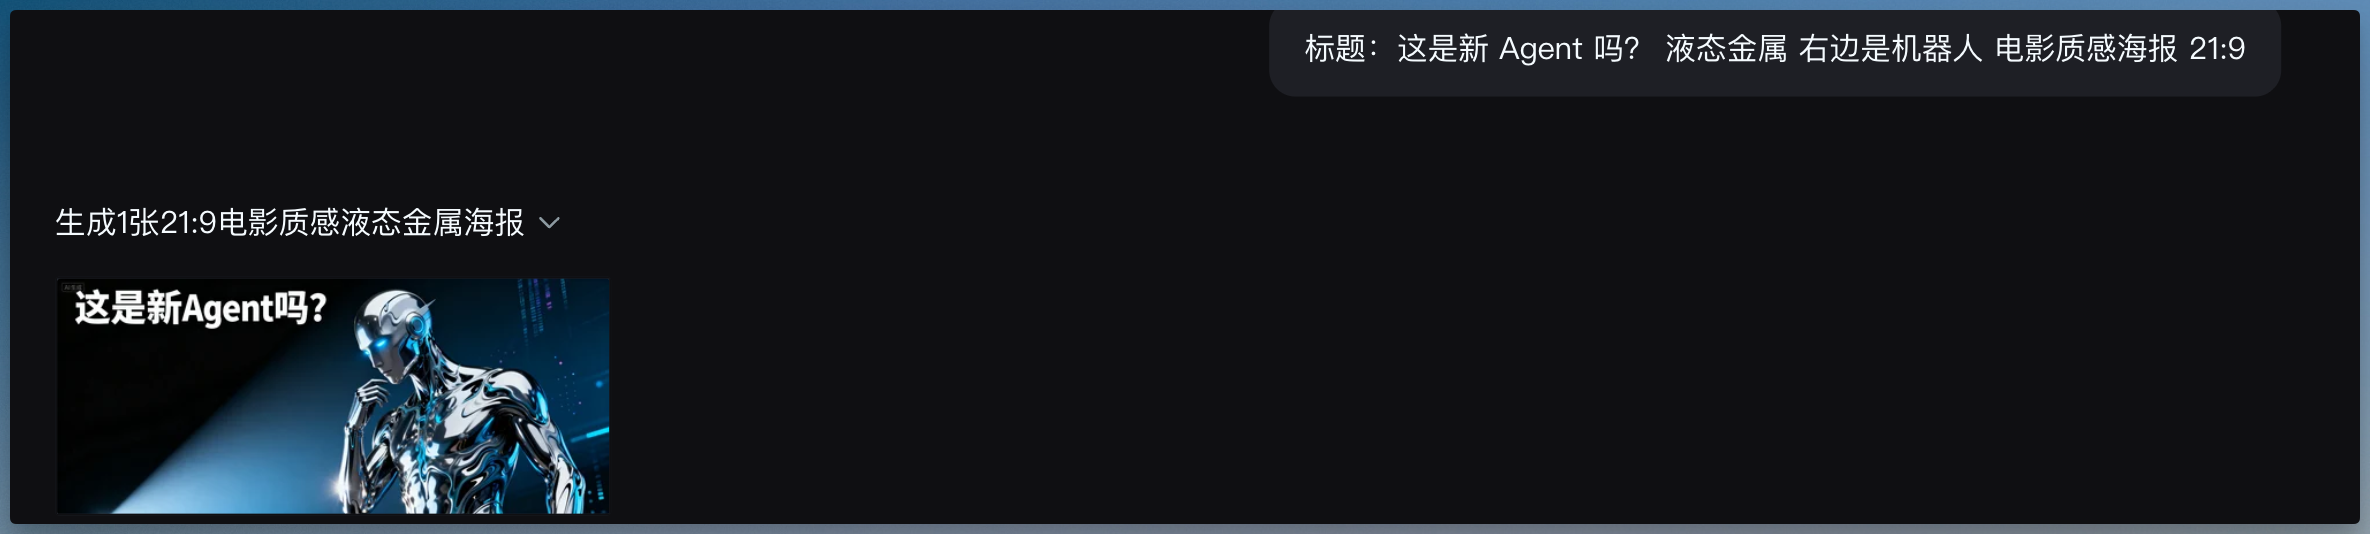 标题：这是新 Agent 吗？ 液态金属 右边是机器人 电影质感海报 21:9
生成1张21:9电影质感液态金属海报
这是新Agent吗?